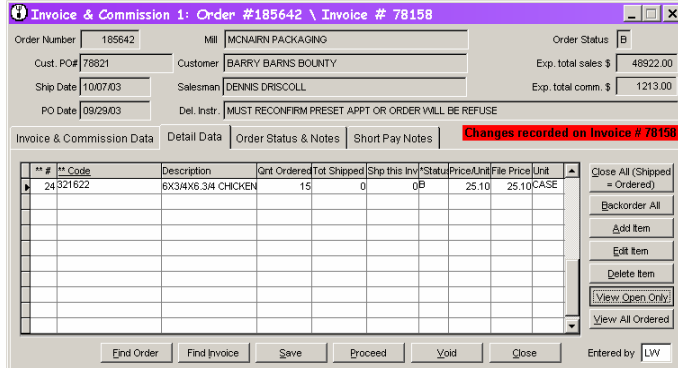 Invoice & Commission 1: Order #185642 \ Invoice # 78158
Order Number 185642 Mill MCNAIRN PACKAGING Order Status B
Cust. PO# 78821 Customer BARRY BARNS BOUNTY Exp. total sales $ 48922.00
Ship Date 10/07/03 Salesman DENNIS DRISCOLL Exp. total comm. $ 1213.00
PO Date 09/29/03 Del. Instr. MUST RECONFIRM PRESET APPT OR ORDER WILL BE REFUSE
Invoice & Commission Data Detail Data Order Status & Notes Short Pay Notes Changes recorded on Invoice # 78158
** # ** Code Description Qnt Ordered Tot Shipped Shp this Inv *Statu Price/Unit File Price Unit
24 321622 6X3/4X6.3/4 CHICKEN 15 0 0 B 25.10 25.10 CASE
Close All (Shipped
= Ordered)
Backorder All
Add Item
Edit Item
Delete Item
View Open Only
View All Ordered
Find Order Find Invoice Save Proceed Void Close Entered by LW